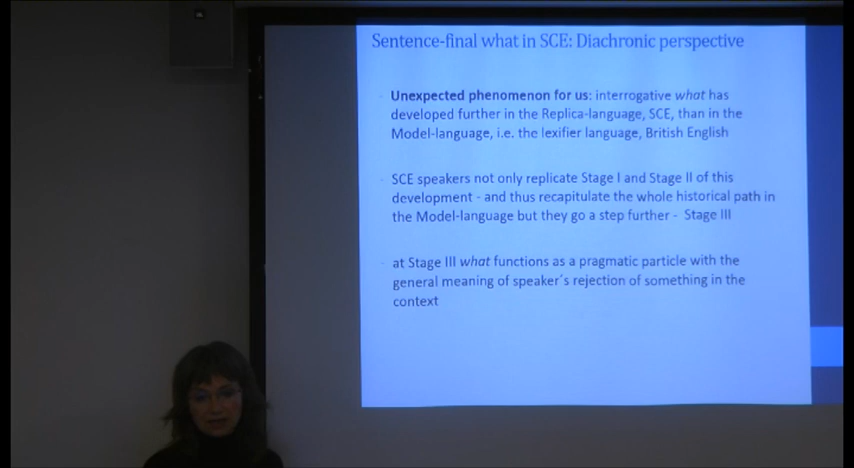 Sentence-final what in SCE: Diachronic perspective
Unexpected phenomenon for us: interrogative what has
developed further in the Replica-language, SCE, than in the
Model-language, i.e. the lexifier language, British English
SCE speakers not only replicate Stage I and Stage II of this
development - and thus recapitulate the whole historical path in
the Model-language but they go a step further - Stage III
at Stage III what functions as a pragmatic particle with the
general meaning of speaker´s rejection of something in the
context